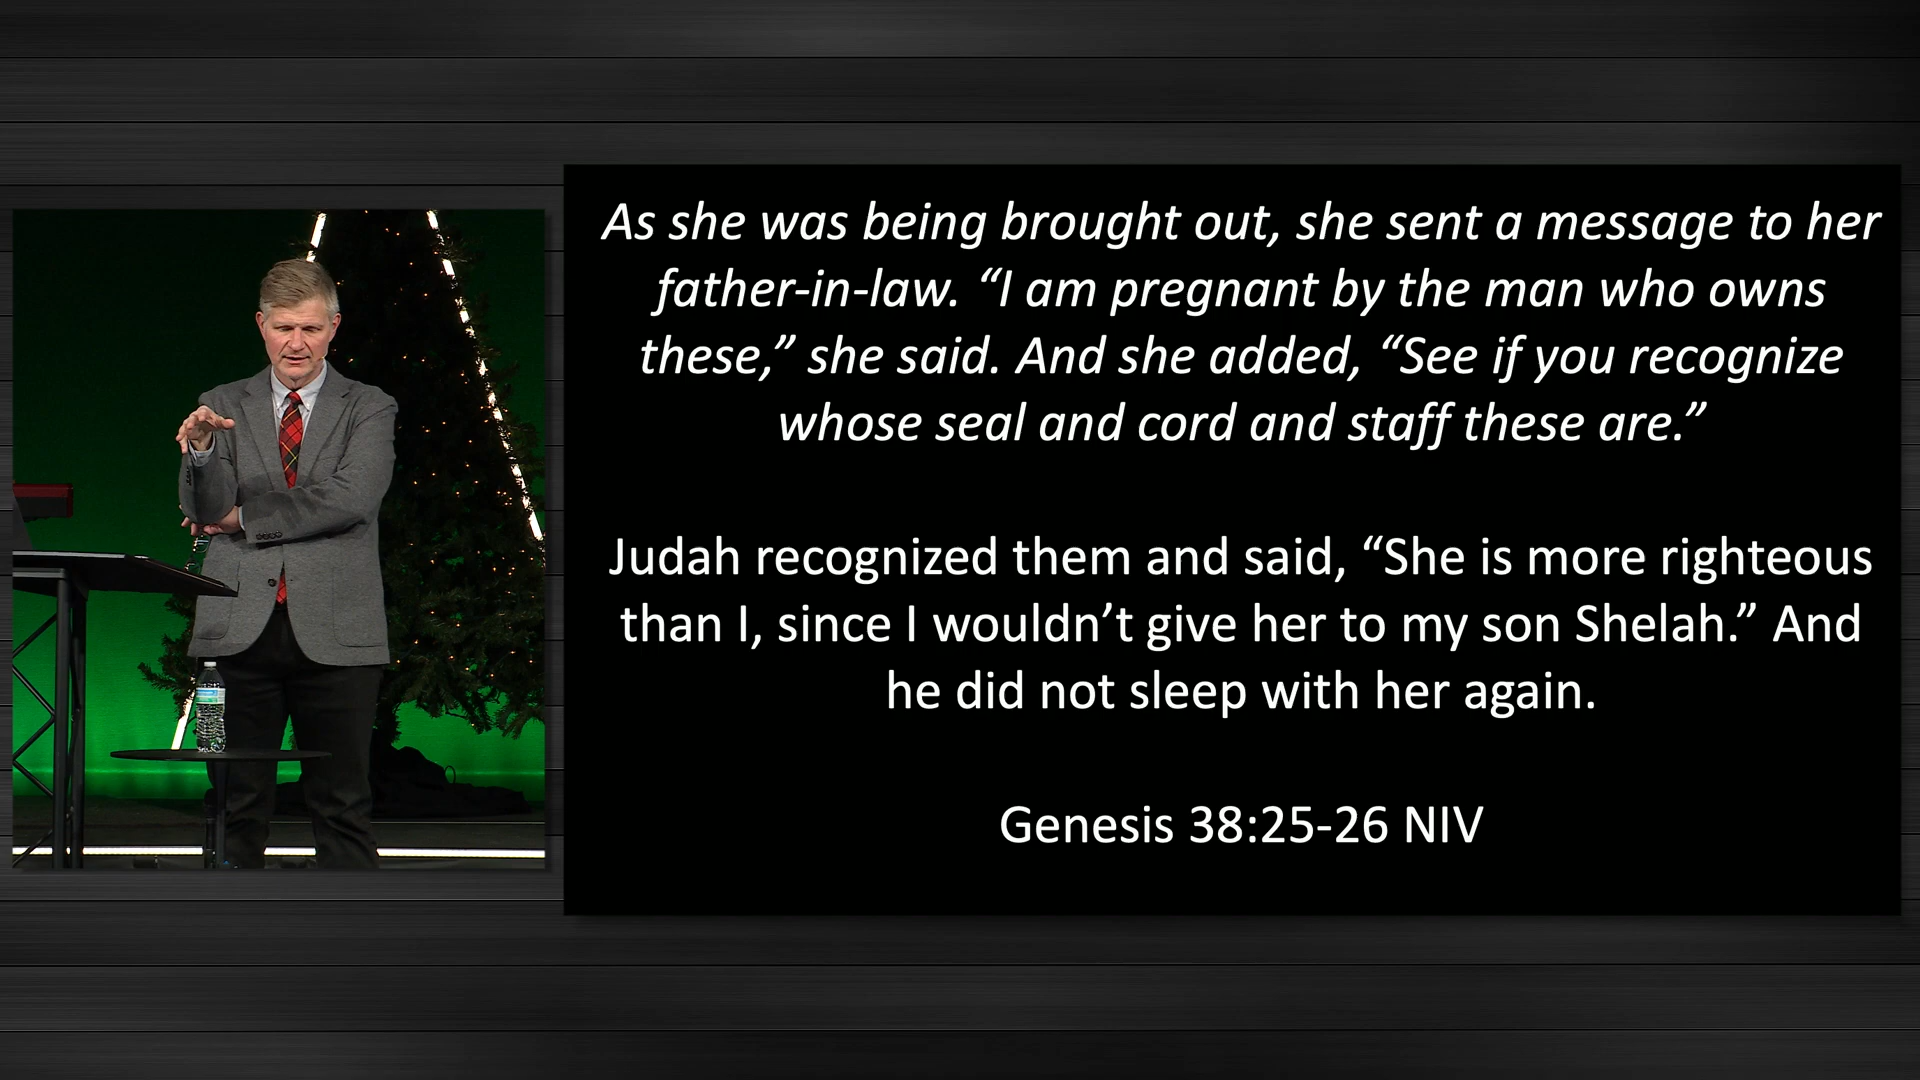 As she was being brought out, she sent a message to her
father-in-law. “I am pregnant by the man who owns
these,” she said. And she added, “See if you recognize
whose seal and cord and staff these are.”
Judah recognized them and said, “She is more righteous
than I, since I wouldn’t give her to my son Shelah.” And
he did not sleep with her again.
Genesis 38:25-26 NIV